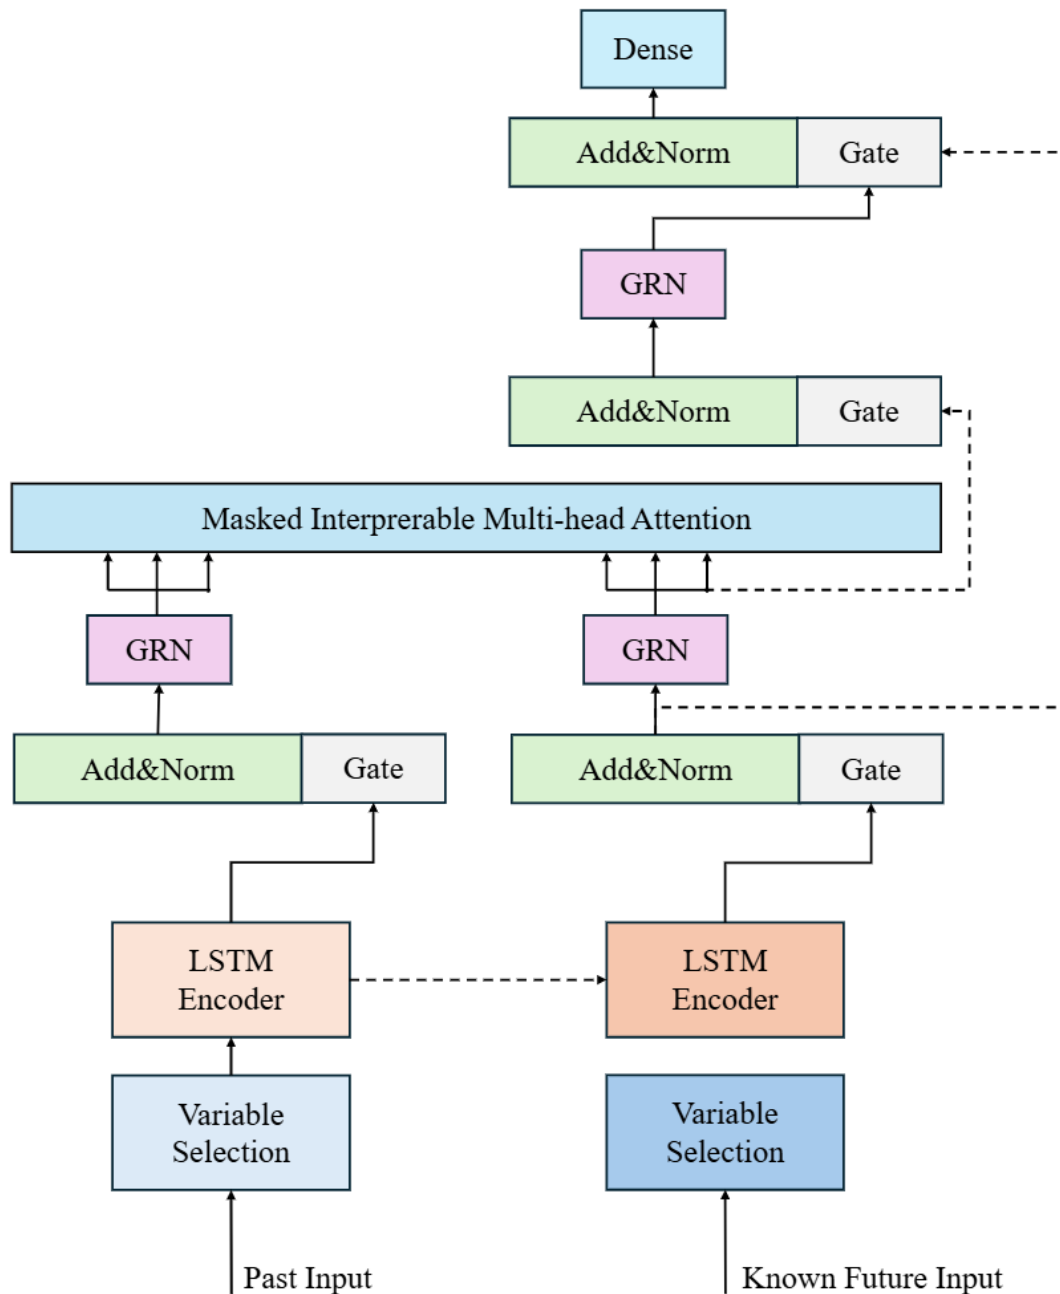 Dense
Add&Norm
Gate
GRN
Add&Norm
Gate
Masked Interprerable Multi-head Attention
GRN
GRN
Add&Norm
Gate
Add&Norm
Gate
LSTM
Encoder
LSTM
Encoder
Variable
Selection
Variable
Selection
Past Input
Known Future Input